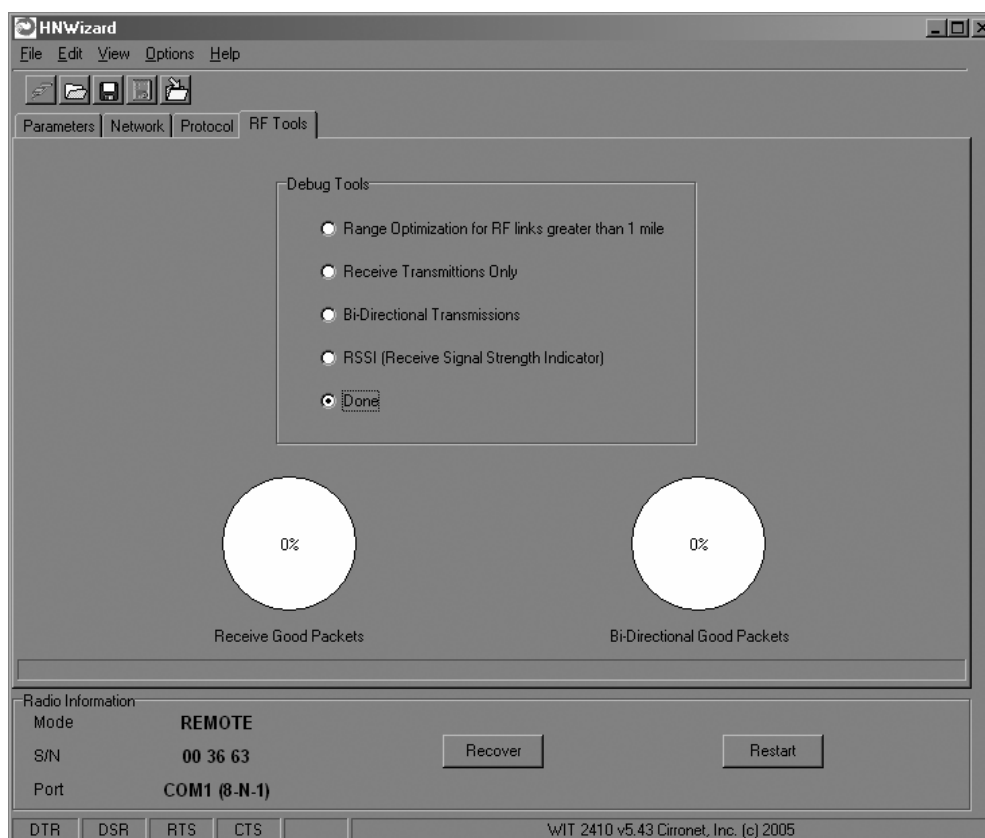 HNWizard
File Edit View Options Help
Parameters Network Protocol RF Tools
Debug Tools
Range Optimization for RF links greater than 1 mile
Receive Transmittions Only
Bi-Directional Transmissions
RSSI (Receive Signal Strength Indicator)
Done
0% 0%
Receive Good Packets Bi-Directional Good Packets
Radio Information
Mode REMOTE
S/N 00 36 63 Recover Restart
Port COM1 (8-N-1)
DTR DSR RTS CTS WIT 2410 v5.43 Cirronet, Inc. (c) 2005